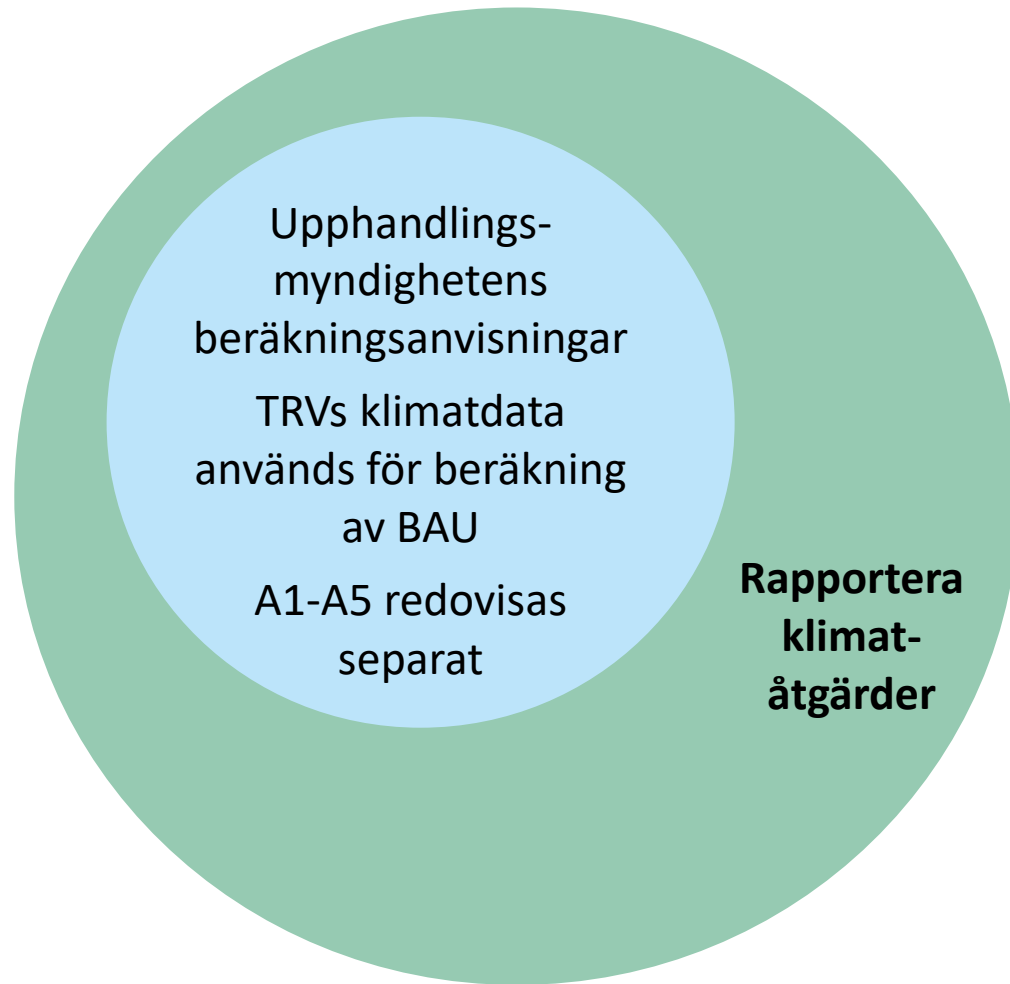 Upphandlings-
myndighetens
beräkningsanvisningar
TRVs klimatdata
används för beräkning
av BAU
A1-A5 redovisas
separat
Rapportera
klimat-
åtgärder